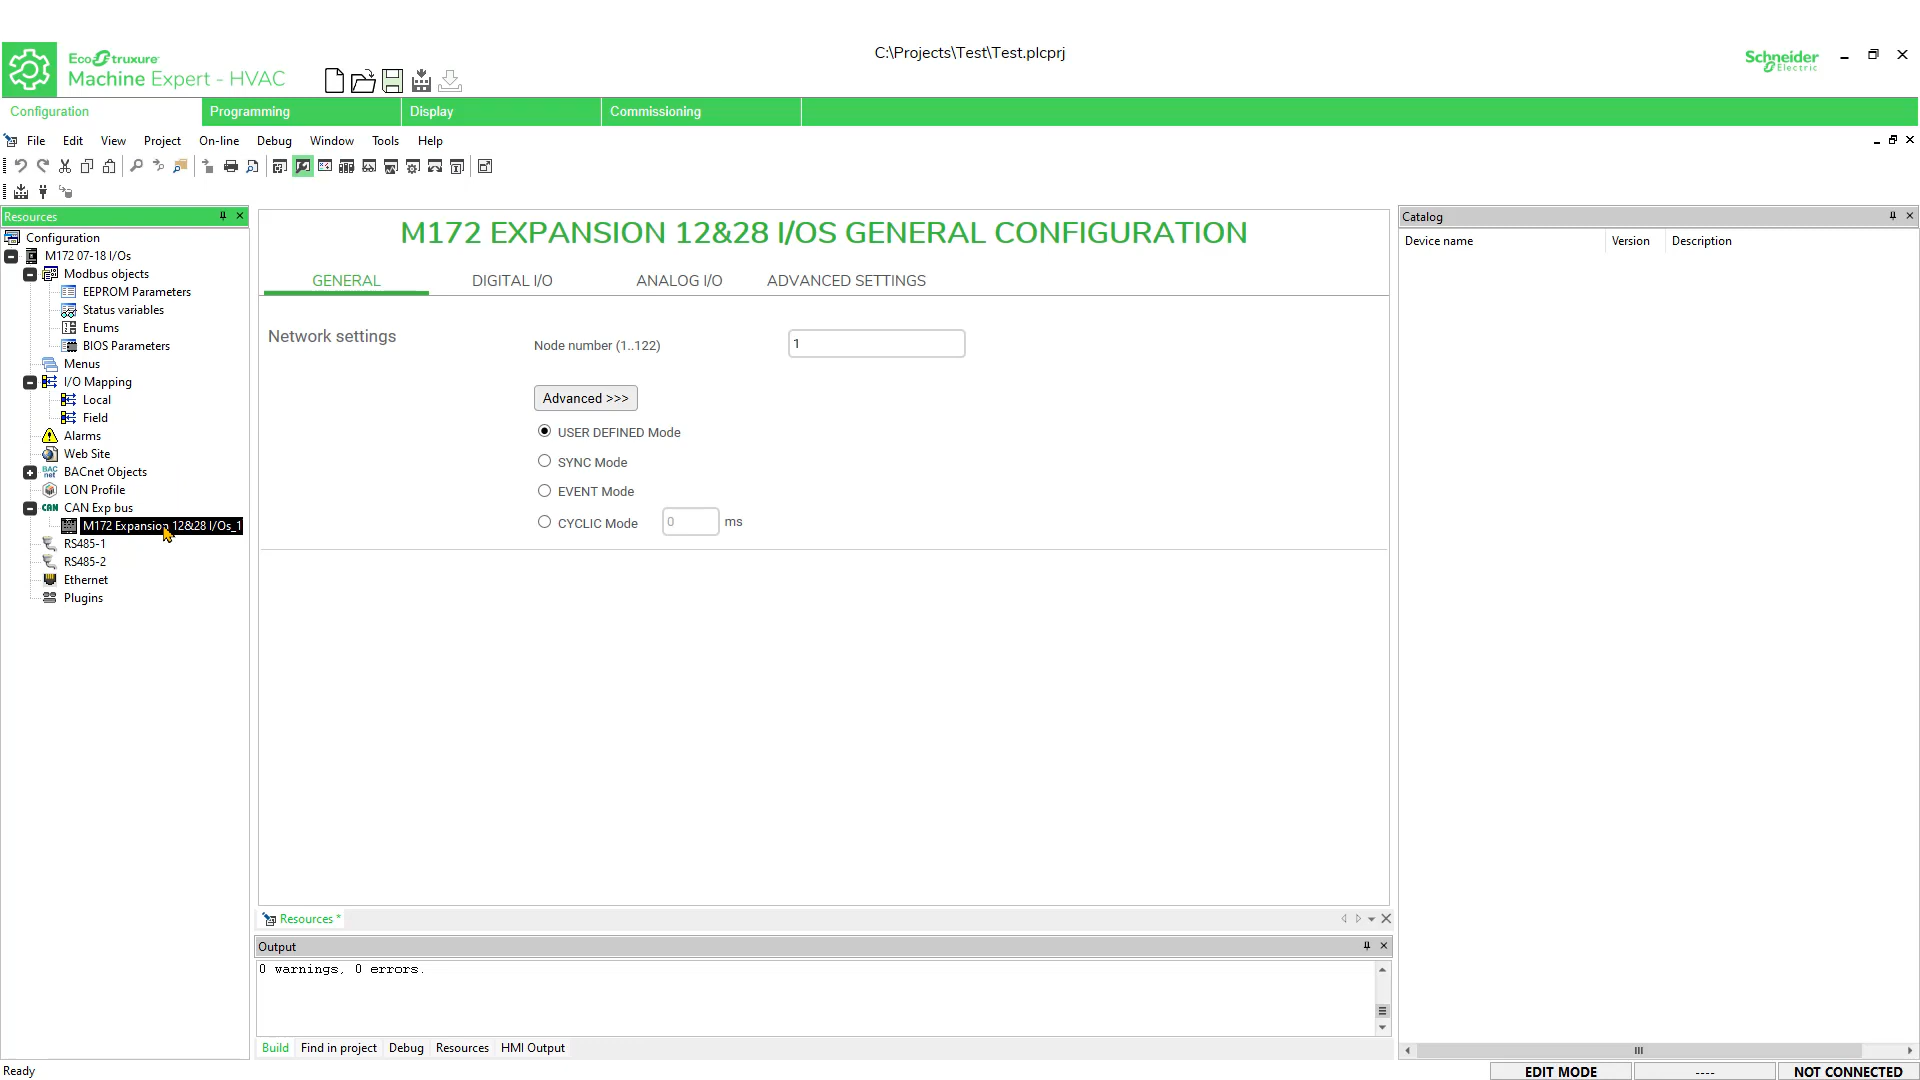 C:\Projects\Test\Test.plcprj
EcoStruxure
Machine Expert - HVAC
Schneider Electric
Configuration Programming Display Commissioning
File Edit View Project On-line Debug Window Tools Help
Resources
Configuration
M172 07-18 I/Os
Modbus objects
EEPROM Parameters
Status variables
Enums
BIOS Parameters
Menus
I/O Mapping
Local
Field
Alarms
Web Site
BACnet Objects
LON Profile
CAN CAN Exp bus
M172 Expansion 12&28 I/Os_1
RS485-1
RS485-2
Ethernet
Plugins
M172 EXPANSION 12&28 I/OS GENERAL CONFIGURATION
GENERAL DIGITAL I/O ANALOG I/O ADVANCED SETTINGS
Network settings
Node number (1..122) 1
Advanced >>>
USER DEFINED Mode
SYNC Mode
EVENT Mode
CYCLIC Mode 0 ms
Resources *
Output
0 warnings, 0 errors.
Build Find in project Debug Resources HMI Output
Catalog
Device name Version Description
Ready
EDIT MODE ---- NOT CONNECTED